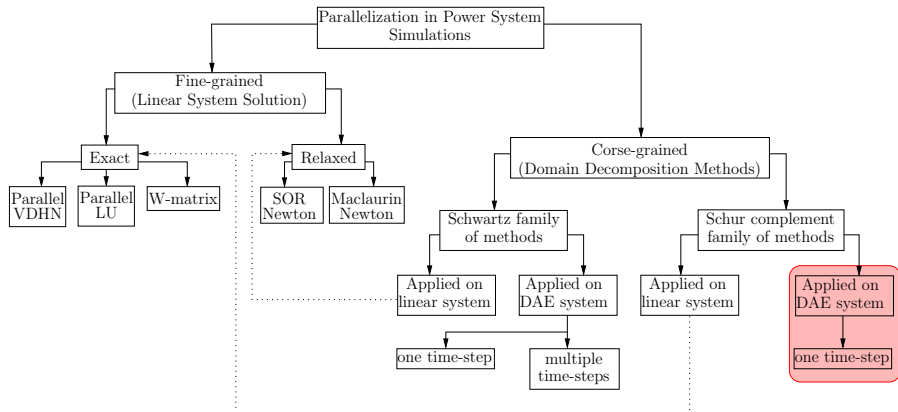 Parallelization in Power System
Simulations
Fine-grained
(Linear System Solution)
Exact
Relaxed
Parallel
VDHN
Parallel
LU
W-matrix
SOR
Newton
Maclaurin
Newton
Corse-grained
(Domain Decomposition Methods)
Schwartz family
of methods
Schur complement
family of methods
Applied on
linear system
Applied on
DAE system
Applied on
linear system
Applied on
DAE system
one time-step
multiple
time-steps
one time-step